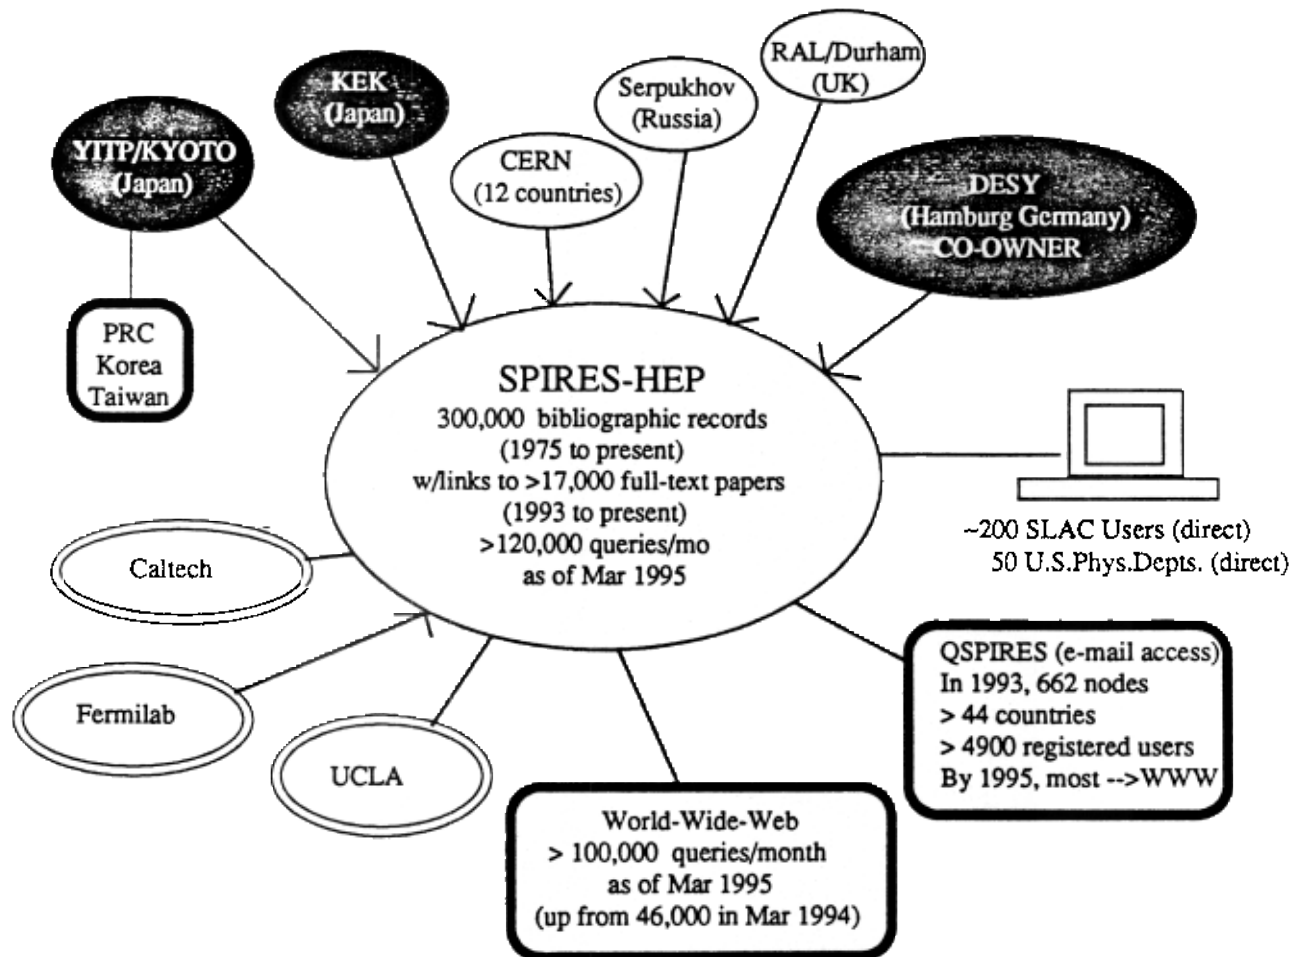 RAL/Durham
(UK)
KEK
(Japan)
Serpukhov
(Russia)
YITP/KYOTO
(Japan)
CERN
(12 countries)
DESY
(Hamburg Germany)
CO-OWNER
PRC
Korea
Taiwan
SPIRES-HEP
300,000 bibliographic records
(1975 to present)
w/links to >17,000 full-text papers
(1993 to present)
>120,000 queries/mo
as of Mar 1995
~200 SLAC Users (direct)
50 U.S.Phys.Depts. (direct)
Caltech
Fermilab
UCLA
QSPIRES (e-mail access)
In 1993, 662 nodes
> 44 countries
> 4900 registered users
By 1995, most -->WWW
World-Wide-Web
> 100,000 queries/month
as of Mar 1995
(up from 46,000 in Mar 1994)